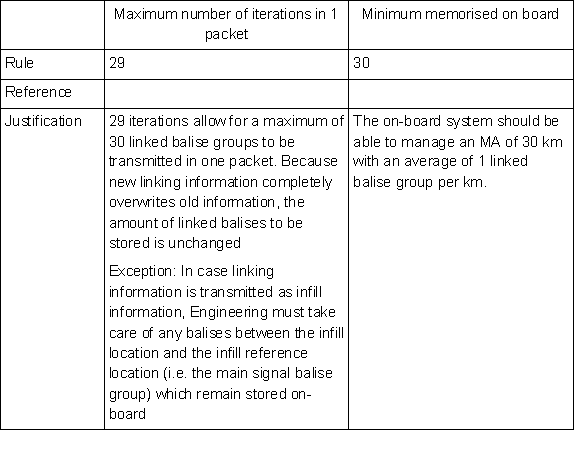 Maximum number of iterations in 1
packet
Minimum memorised on board
Rule
29
30
Reference
Justification
29 iterations allow for a maximum of
30 linked balise groups to be
transmitted in one packet. Because
new linking information completely
overwrites old information, the
amount of linked balises to be
stored is unchanged
Exception: In case linking
information is transmitted as infill
information, Engineering must take
care of any balises between the infill
location and the infill reference
location (i.e. the main signal balise
group) which remain stored on-
board
The on-board system should be
able to manage an MA of 30 km
with an average of 1 linked
balise group per km.